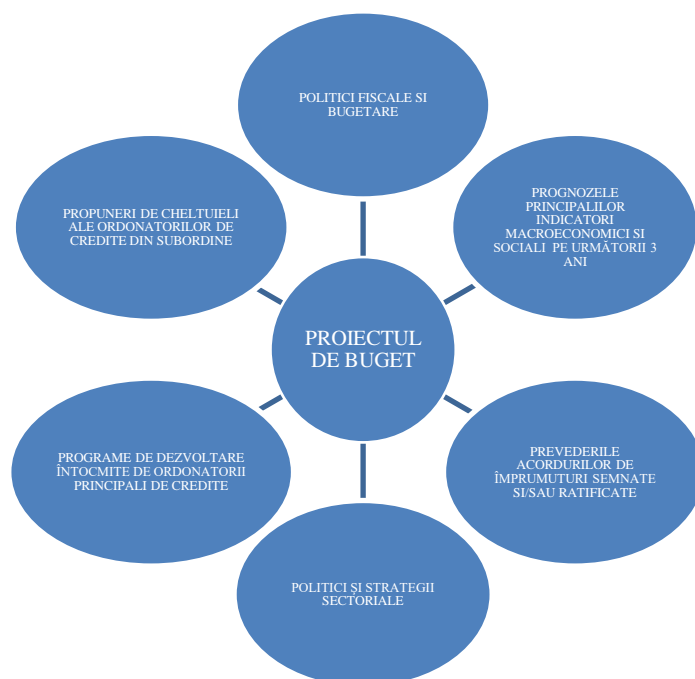 POLITICI FISCALE SI
BUGETARE
PROGNOZELE
PRINCIPALILOR
INDICATORI
MACROECONOMICI SI
SOCIALI PE URMĂTORII 3
ANI
PREVEDERILE
ACORDURILOR DE
ÎMPRUMUTURI SEMNATE
SI/SAU RATIFICATE
POLITICI ȘI STRATEGII
SECTORIALE
PROGRAME DE DEZVOLTARE
ÎNTOCMITE DE ORDONATORII
PRINCIPALI DE CREDITE
PROPUNERI DE CHELTUIELI
ALE ORDONATORILOR DE
CREDITE DIN SUBORDINE
PROIECTUL
DE BUGET